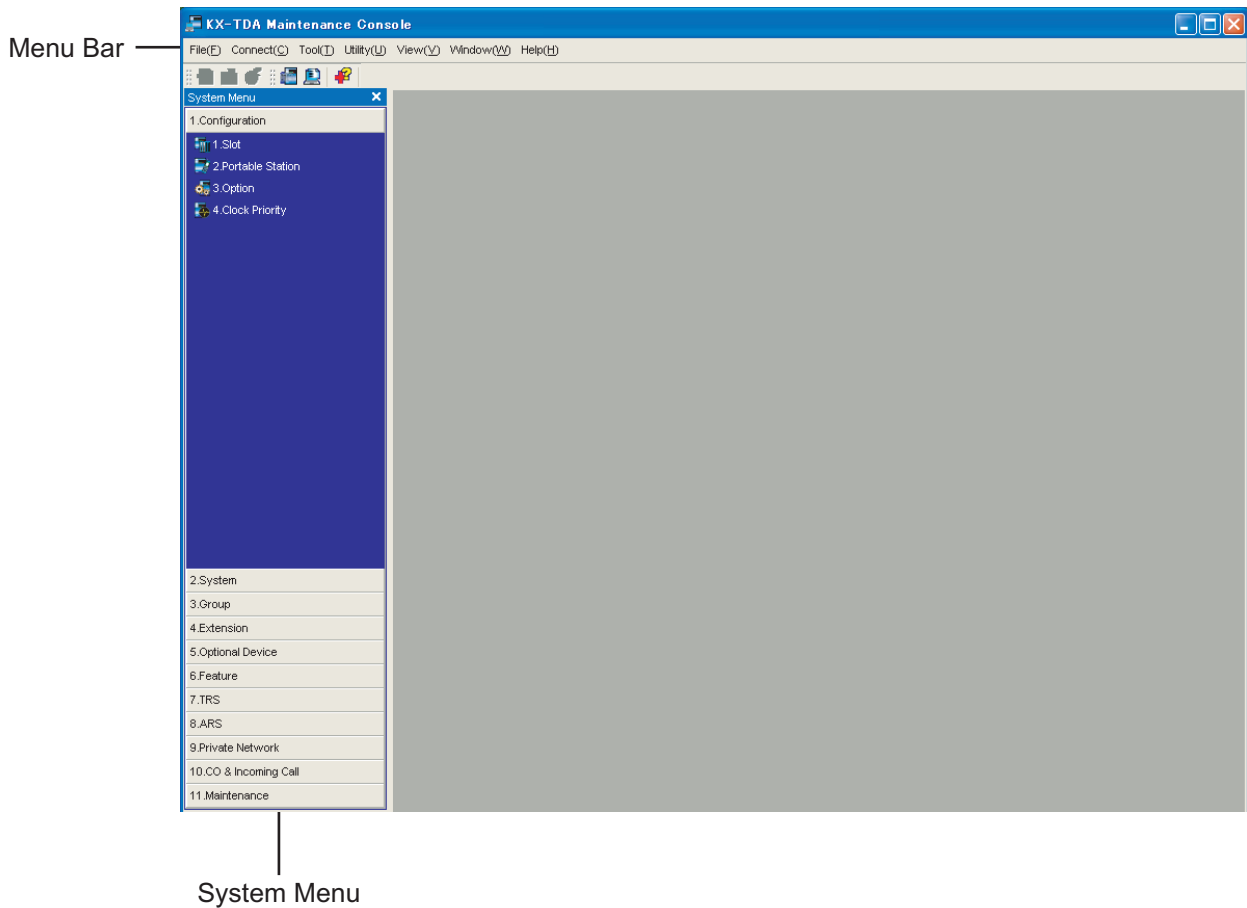 KX-TDA Maintenance Console
Menu Bar
File(F) Connect(C) Tool(T) Utility(U) View(V) Window(W) Help(H)
System Menu
1.Configuration
1.Slot
2.Portable Station
3.Option
4.Clock Priority
2.System
3.Group
4.Extension
5.Optional Device
6.Feature
7.TRS
8.ARS
9.Private Network
10.CO & Incoming Call
11.Maintenance
System Menu